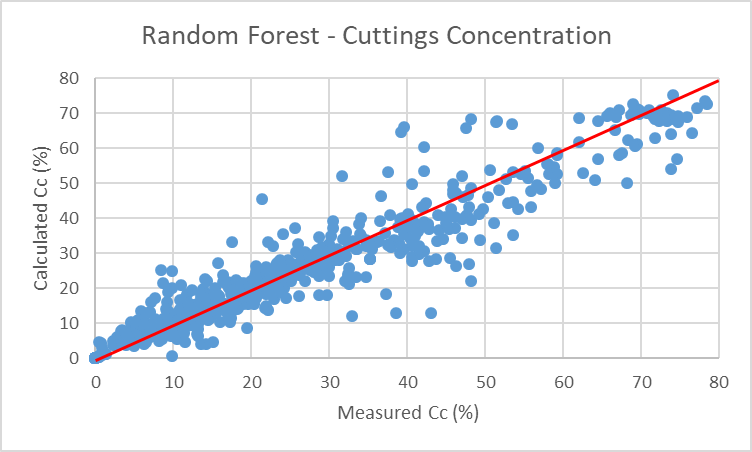 Random Forest - Cuttings Concentration
80
70
60
50
40
30
20
10
0
Calculated Cc (%)
0 10 20 30 40 50 60 70 80
Measured Cc (%)